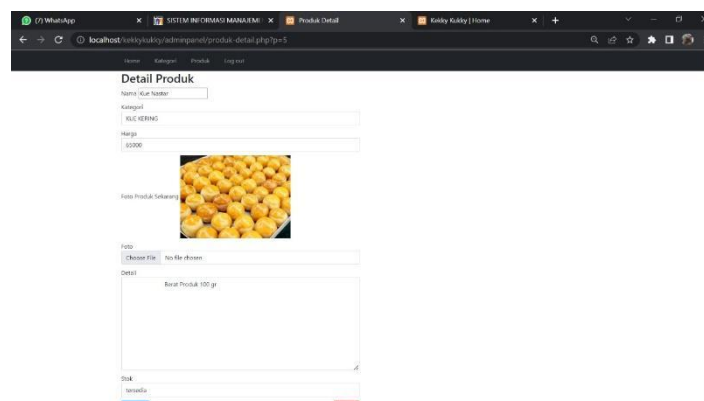 (7) WhatsApp
SISTEM INFORMASI MANAJEM
Produk Detail
Kekky Kukky | Home
localhost/kekkykukky/adminpanel/produk-detail.php?p=5
Home Kategori Produk Log out
Detail Produk
Nama Kue Nastar
Kategori
KUE KERING
Harga
65000
Foto Produk Sekarang
Foto
Choose File No file chosen
Detail
Berat Produk 100 gr
Stok
tersedia